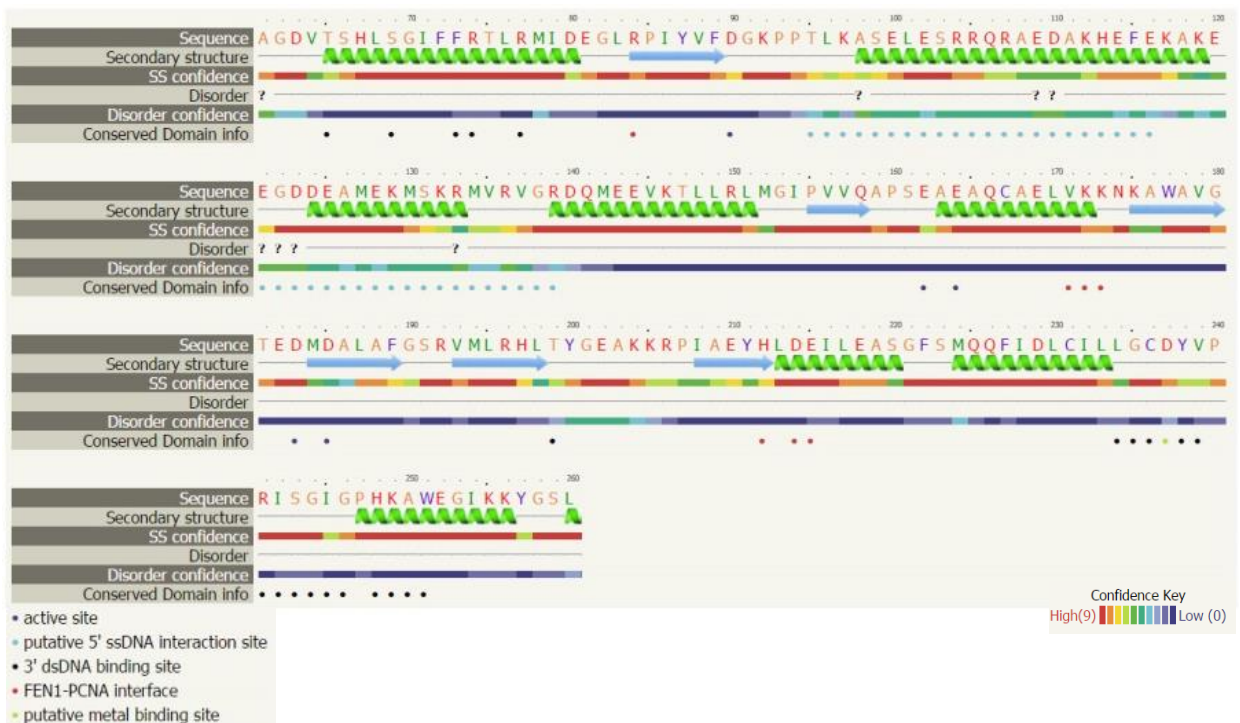 70 80 90 100 110 120
Sequence A G D V T S H L S G I F F R T L R M I D E G L R P I Y V F D G K P P T L K A S E L E S R R Q R A E D A K H E F E K A K E
Secondary structure
SS confidence
Disorder ? ? ? ?
Disorder confidence
Conserved Domain info
130 140 150 160 170 180
Sequence E G D D E A M E K M S K R M V R V G R D Q M E E V K T L L R L M G I P V V Q A P S E A E A Q C A E L V K K N K A W A V G
Secondary structure
SS confidence
Disorder ? ? ? ?
Disorder confidence
Conserved Domain info
190 200 210 220 230 240
Sequence T E D M D A L A F G S R V M L R H L T Y G E A K K R P I A E Y H L D E I L E A S G F S M Q Q F I D L C I L L G C D Y V P
Secondary structure
SS confidence
Disorder
Disorder confidence
Conserved Domain info
250 260
Sequence R I S G I G P H K A W E G I K K Y G S L
Secondary structure
SS confidence
Disorder
Disorder confidence
Conserved Domain info
Confidence Key
High(9) Low (0)
• active site
• putative 5' ssDNA interaction site
• 3' dsDNA binding site
• FEN1-PCNA interface
• putative metal binding site